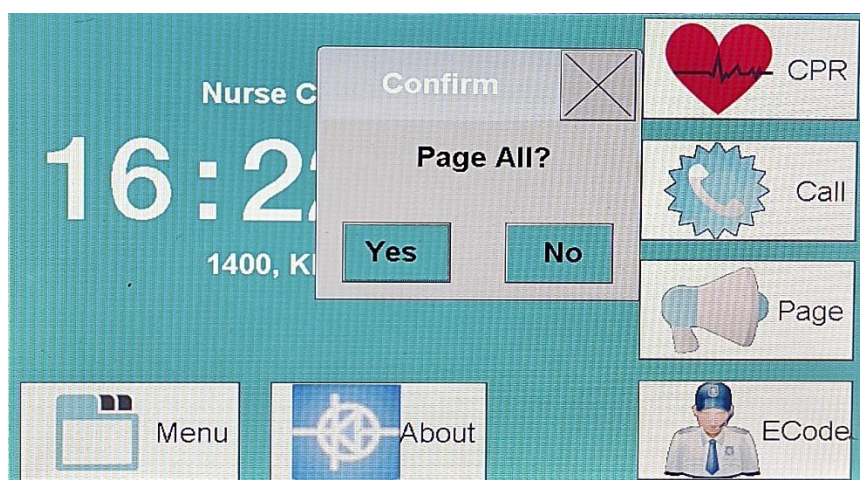 Nurse C
16:2
1400, K
Confirm
Page All?
Yes
No
CPR
Call
Page
ECode
Menu
About